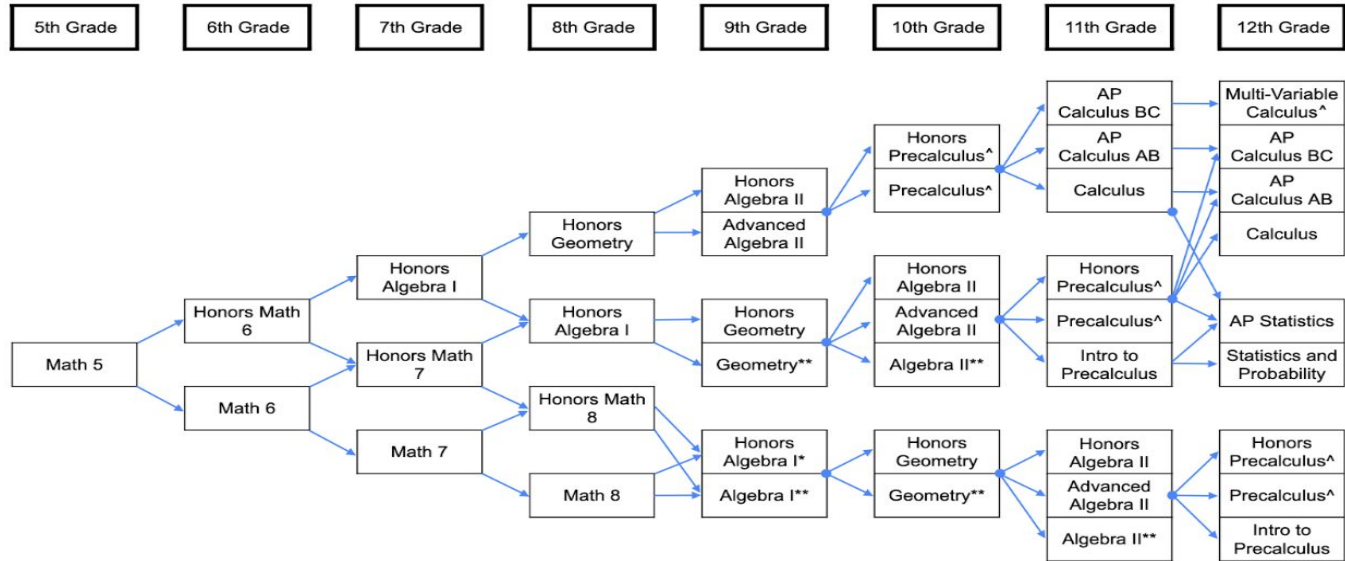 5th Grade
6th Grade
7th Grade
8th Grade
9th Grade
10th Grade
11th Grade
12th Grade
Math 5
Honors Math
6
Math 6
Honors
Algebra I
Honors Math
7
Math 7
Honors
Geometry
Honors
Algebra I
Honors Math
8
Math 8
Honors
Algebra II
Advanced
Algebra II
Honors
Geometry
Geometry**
Honors
Algebra I*
Algebra I**
Honors
Precalculus^
Precalculus^
Honors
Algebra II
Advanced
Algebra II
Algebra II**
Honors
Geometry
Geometry**
AP
Calculus BC
AP
Calculus AB
Calculus
Honors
Precalculus^
Precalculus^
Intro to
Precalculus
Honors
Algebra II
Advanced
Algebra II
Algebra II**
Multi-Variable
Calculus^
AP
Calculus BC
AP
Calculus AB
Calculus
AP Statistics
Statistics and
Probability
Honors
Precalculus^
Precalculus^
Intro to
Precalculus